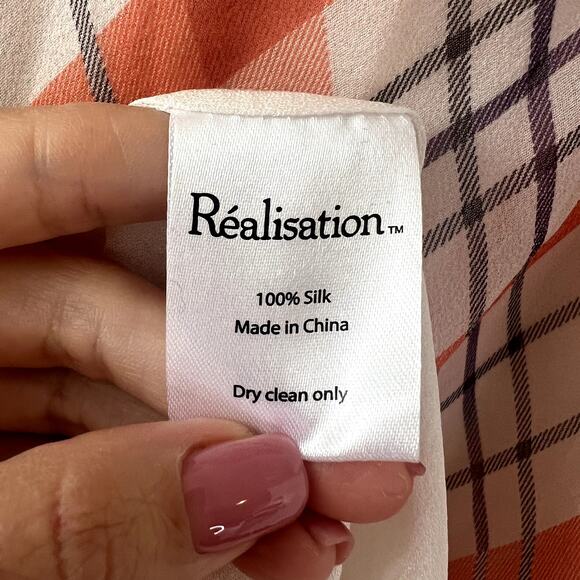 Réalisation™
100% Silk
Made in China
Dry clean only